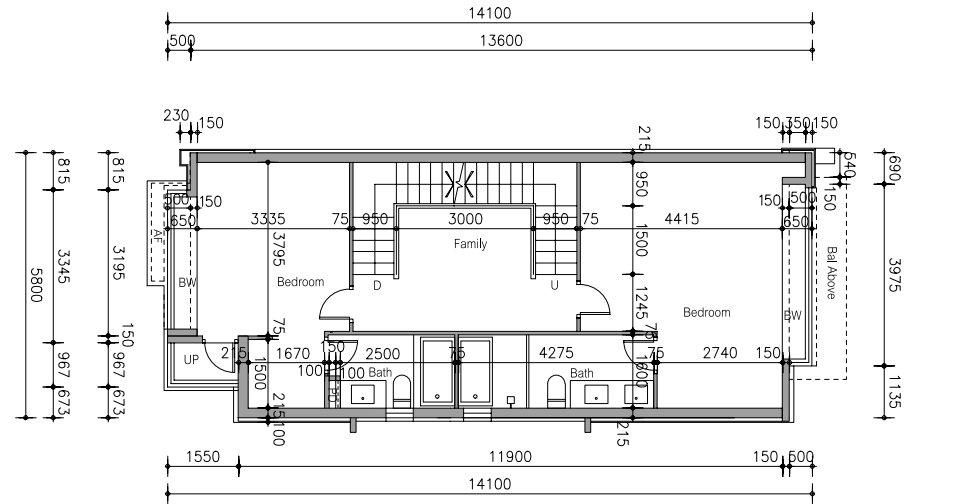 14100
500 13600
230 150 150 350 150
215
815 815 540 690
950
500 150 150 500 150
650 3335 75 950 3000 950 75 4415 650
AF 3795 Family 1500 Bal Above
5800 3345 3195 3975
BW Bedroom D U 1245 Bedroom BW
150 75 75
967 967 UP 215 1670 150 2500 75 4275 75 2740 150
100 100 Bath Bath 1600
1500
673 673 PD 1135
215 100 215
1550 11900 150 500
14100